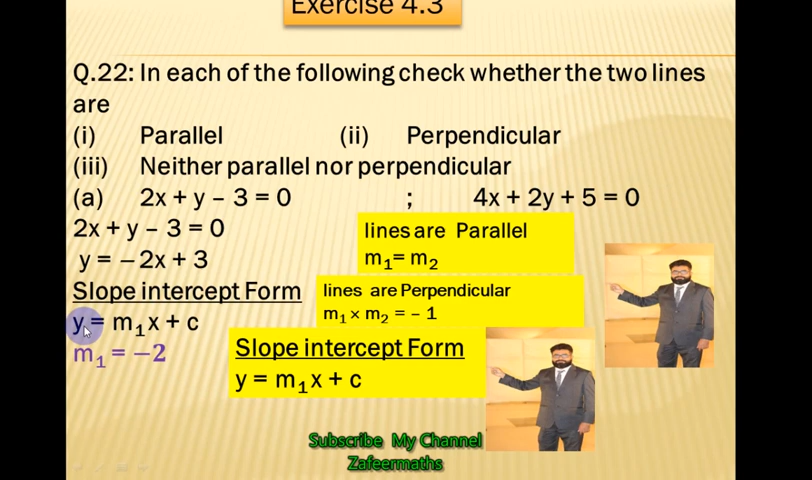 Exercise 4.3
Q.22: In each of the following check whether the two lines
are
(i) Parallel (ii) Perpendicular
(iii) Neither parallel nor perpendicular
(a) 2x + y – 3 = 0 ; 4x + 2y + 5 = 0
2x + y – 3 = 0
y = – 2x + 3
lines are Parallel
m₁= m₂
Slope intercept Form
y = m₁x + c
m₁ = −2
lines are Perpendicular
m₁ × m₂ = – 1
Slope intercept Form
y = m₁x + c
Subscribe My Channel
Zafeermaths